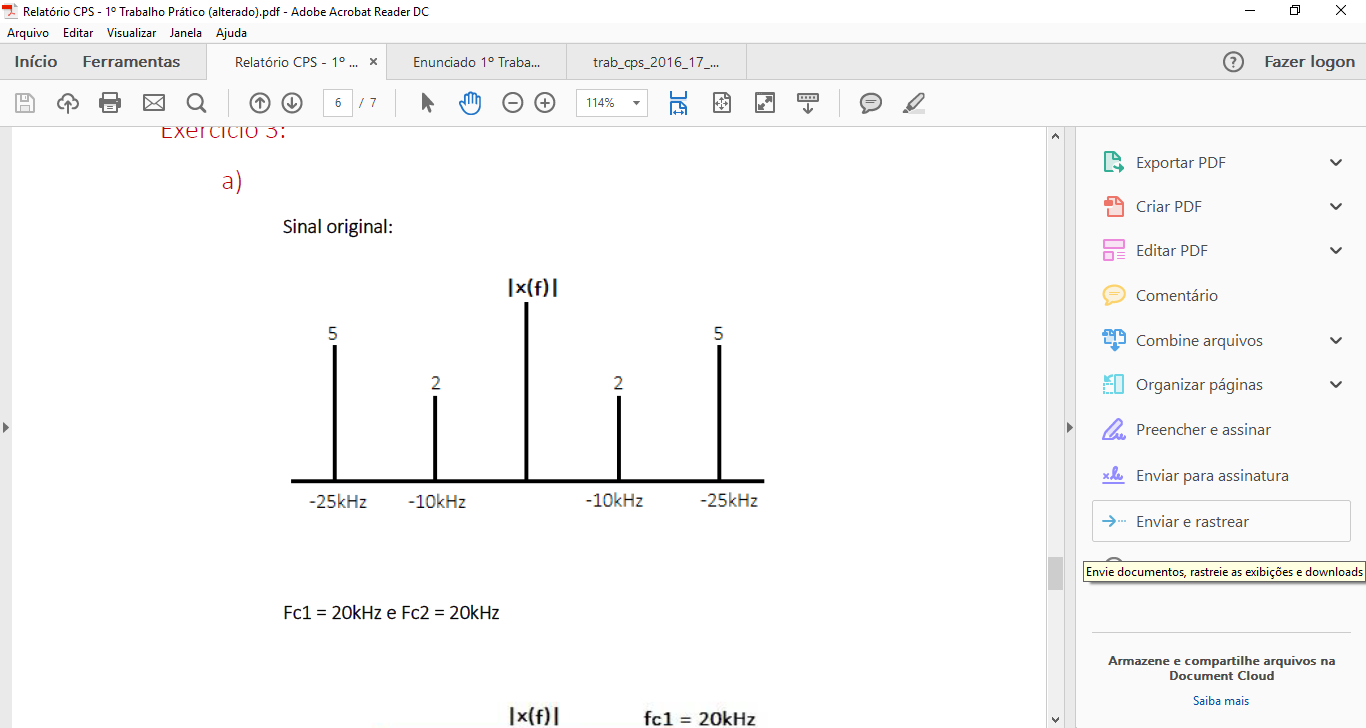 Relatório CPS - 1º Trabalho Prático (alterado).pdf - Adobe Acrobat Reader DC
Arquivo Editar Visualizar Janela Ajuda
Início Ferramentas Relatório CPS - 1º ... × Enunciado 1º Traba... trab_cps_2016_17_... ? Fazer logon
6 / 7 114%
Exercício 3:
a)
Sinal original:
|x(f)|
5 5
2 2
-25kHz -10kHz -10kHz -25kHz
Fc1 = 20kHz e Fc2 = 20kHz
|x(f)| fc1 = 20kHz
Exportar PDF
Criar PDF
Editar PDF
Comentário
Combine arquivos
Organizar páginas
Preencher e assinar
Enviar para assinatura
Enviar e rastrear
Envie documentos, rastreie as exibições e downloads
Armazene e compartilhe arquivos na
Document Cloud
Saiba mais